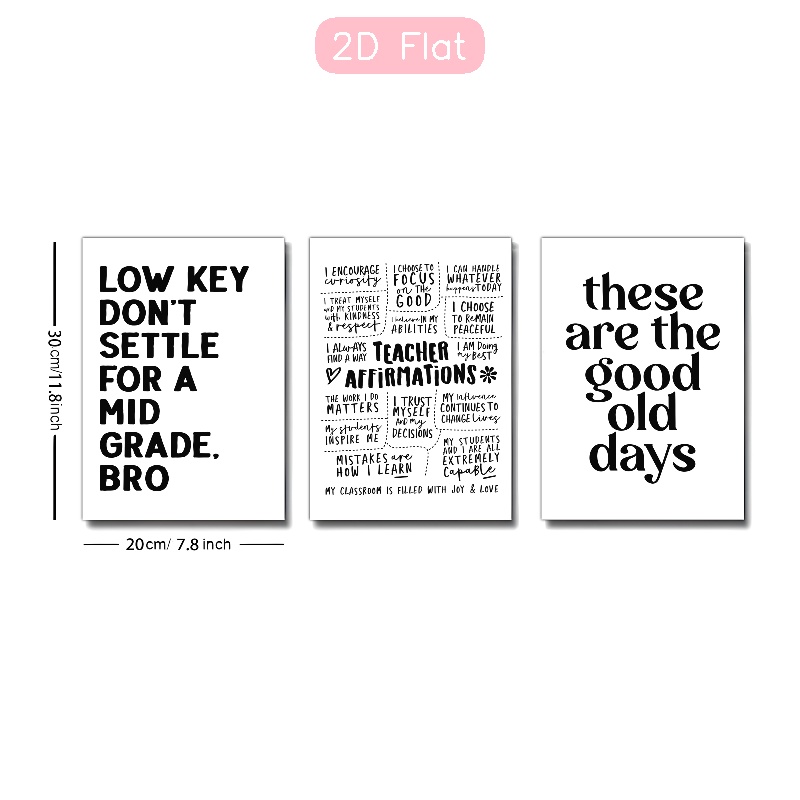 2D Flat
LOW KEY
DON'T
SETTLE
FOR A
MID
GRADE.
BRO
30cm/11.8inch
20cm/ 7.8 inch
I ENCOURAGE
curiosity
I CHOOSE TO
FOCUS
on the
GOOD
I CAN HANDLE
WHATEVER
happens TODAY
I TREAT MYSELF
and MY STUDENTS
with KINDNESS
& respect
I believe IN MY
ABILITIES
I CHOOSE
TO REMAIN
PEACEFUL
I ALWAYS
FIND A WAY
TEACHER
AFFIRMATIONS
I AM Doing
my BEST
THE WORK I DO
MATTERS
I TRUST
MYSELF
AND my
DECISIONS
MY Influence
CONTINUES TO
CHANGE lives
My students
INSPIRE ME
MY STUDENTS
AND I ARE ALL
EXTREMELY
Capable
MISTAKES are
HOW I LEARN
MY CLASSROOM IS FILLED WITH JOY & LOVE
these
are the
good
old
days